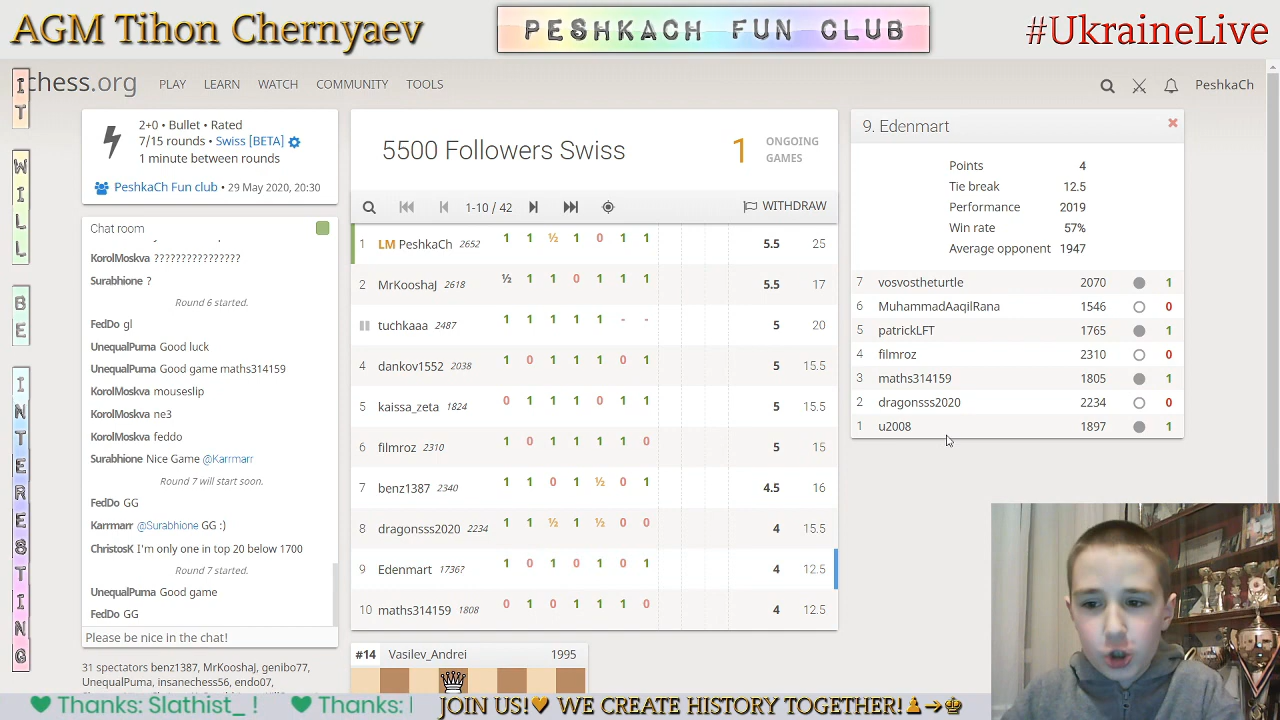 AGM Tihon Chernyaev
PESHKACH FUN CLUB
#UkraineLive
IT WILL BE INTERESTING
chess.org
PLAY LEARN WATCH COMMUNITY TOOLS
PeshkaCh
2+0 • Bullet • Rated
7/15 rounds • Swiss [BETA]
1 minute between rounds
PeshkaCh Fun club • 29 May 2020, 20:30
Chat room
KorolMoskva ????????????????
Surabhione ?
Round 6 started.
FedDo gl
UnequalPuma Good luck
UnequalPuma Good game maths314159
KorolMoskva mouseslip
KorolMoskva ne3
KorolMoskva feddo
Surabhione Nice Game @Karrmarr
Round 7 will start soon.
FedDo GG
Karrmarr @Surabhione GG :)
ChristosK I'm only one in top 20 below 1700
Round 7 started.
UnequalPuma Good game
FedDo GG
Please be nice in the chat!
31 spectators benz1387, MrKooshaJ, genibo77,
UnequalPuma, insanechess56, endo07,
5500 Followers Swiss
1 ONGOING GAMES
1-10 / 42
WITHDRAW
1 LM PeshkaCh 2652 1 1 ½ 1 0 1 1 5.5 25
2 MrKooshaJ 2618 ½ 1 1 0 1 1 1 5.5 17
tuchkaaa 2487 1 1 1 1 1 - - 5 20
4 dankov1552 2038 1 0 1 1 1 0 1 5 15.5
5 kaissa_zeta 1824 0 1 1 1 0 1 1 5 15.5
6 filmroz 2310 1 0 1 1 1 1 0 5 15
7 benz1387 2340 1 1 0 1 ½ 0 1 4.5 16
8 dragonsss2020 2234 1 1 ½ 1 ½ 0 0 4 15.5
9 Edenmart 1736? 1 0 1 0 1 0 1 4 12.5
10 maths314159 1808 0 1 0 1 1 1 0 4 12.5
#14 Vasilev_Andrei 1995
9. Edenmart
Points 4
Tie break 12.5
Performance 2019
Win rate 57%
Average opponent 1947
7 vosvostheturtle 2070 1
6 MuhammadAaqilRana 1546 0
5 patrickLFT 1765 1
4 filmroz 2310 0
3 maths314159 1805 1
2 dragonsss2020 2234 0
1 u2008 1897 1
Thanks: Slathist_ ! Thanks:
JOIN US! WE CREATE HISTORY TOGETHER!